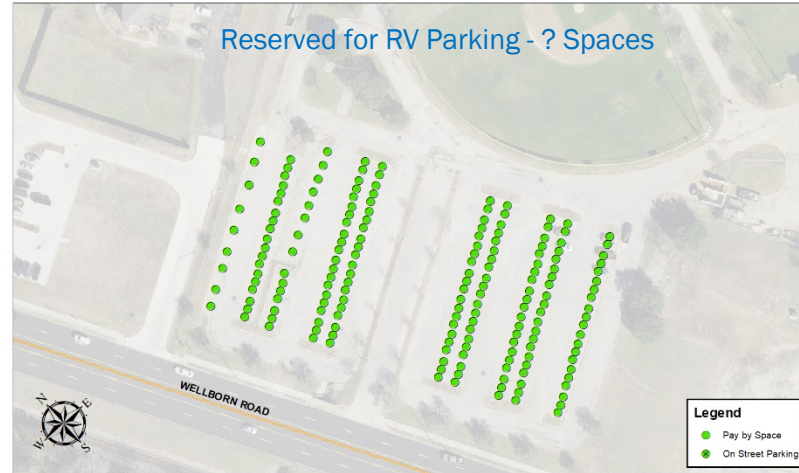 Reserved for RV Parking - ? Spaces
WELLBORN ROAD
N
E
W
S
Legend
Pay by Space
On Street Parking